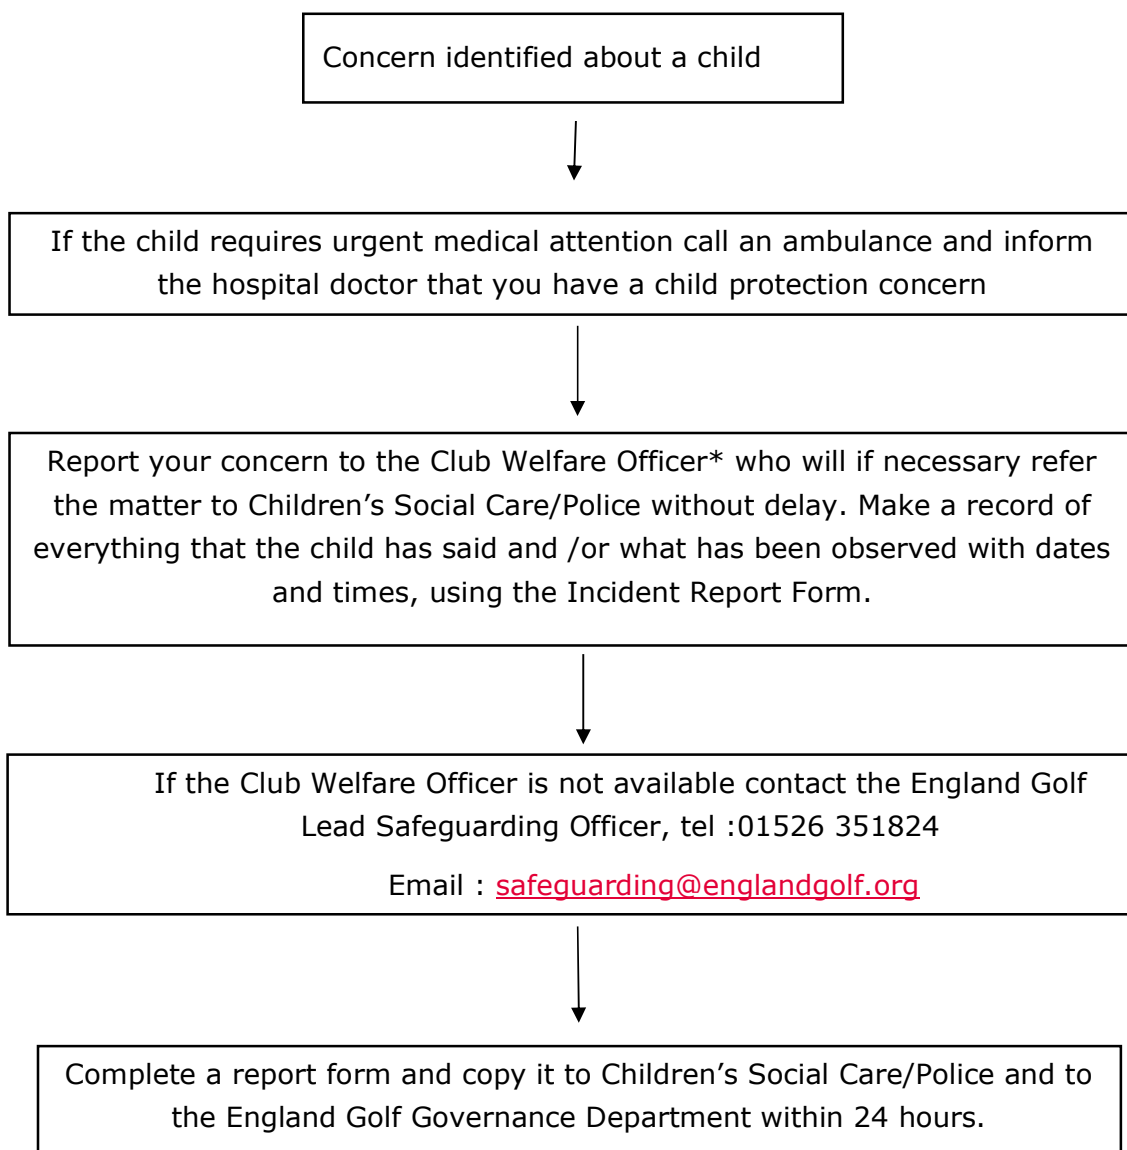 Concern identified about a child
If the child requires urgent medical attention call an ambulance and inform
the hospital doctor that you have a child protection concern
Report your concern to the Club Welfare Officer* who will if necessary refer
the matter to Children’s Social Care/Police without delay. Make a record of
everything that the child has said and /or what has been observed with dates
and times, using the Incident Report Form.
If the Club Welfare Officer is not available contact the England Golf
Lead Safeguarding Officer, tel :01526 351824
Email : safeguarding@englandgolf.org
Complete a report form and copy it to Children’s Social Care/Police and to
the England Golf Governance Department within 24 hours.